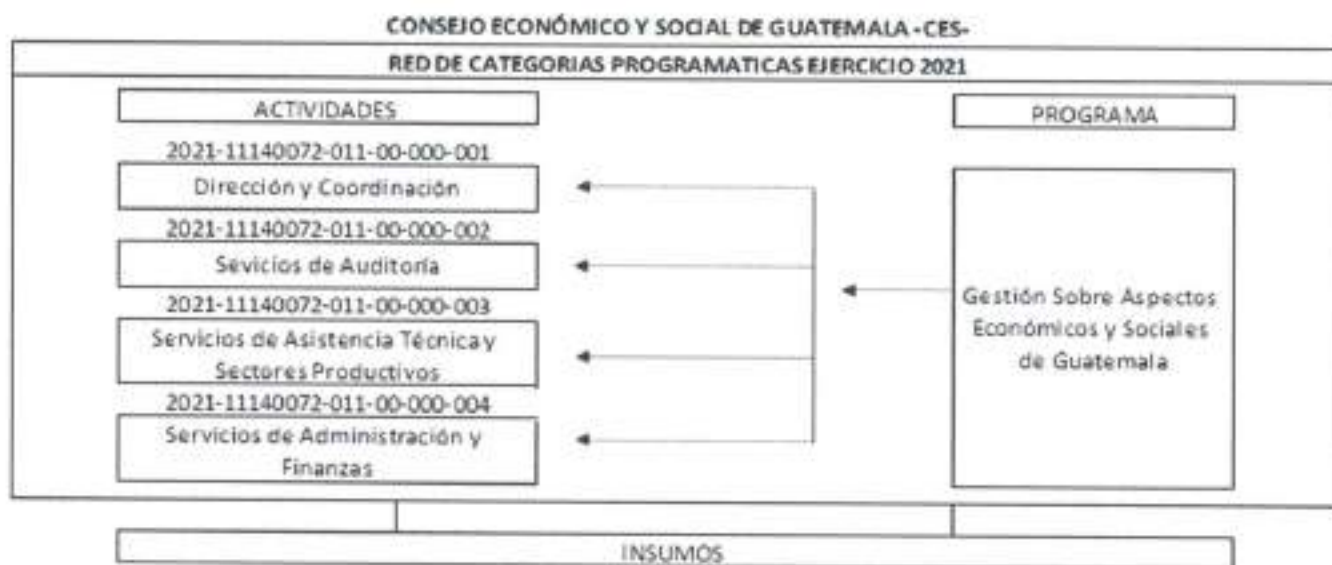 CONSEJO ECONÓMICO Y SOCIAL DE GUATEMALA -CES-
RED DE CATEGORIAS PROGRAMATICAS EJERCICIO 2021
ACTIVIDADES
PROGRAMA
2021-11140072-011-00-000-001
Dirección y Coordinación
2021-11140072-011-00-000-002
Sevicios de Auditoría
2021-11140072-011-00-000-003
Servicios de Asistencia Técnica y
Sectores Productivos
2021-11140072-011-00-000-004
Servicios de Administración y
Finanzas
Gestión Sobre Aspectos
Económicos y Sociales
de Guatemala
INSUMOS